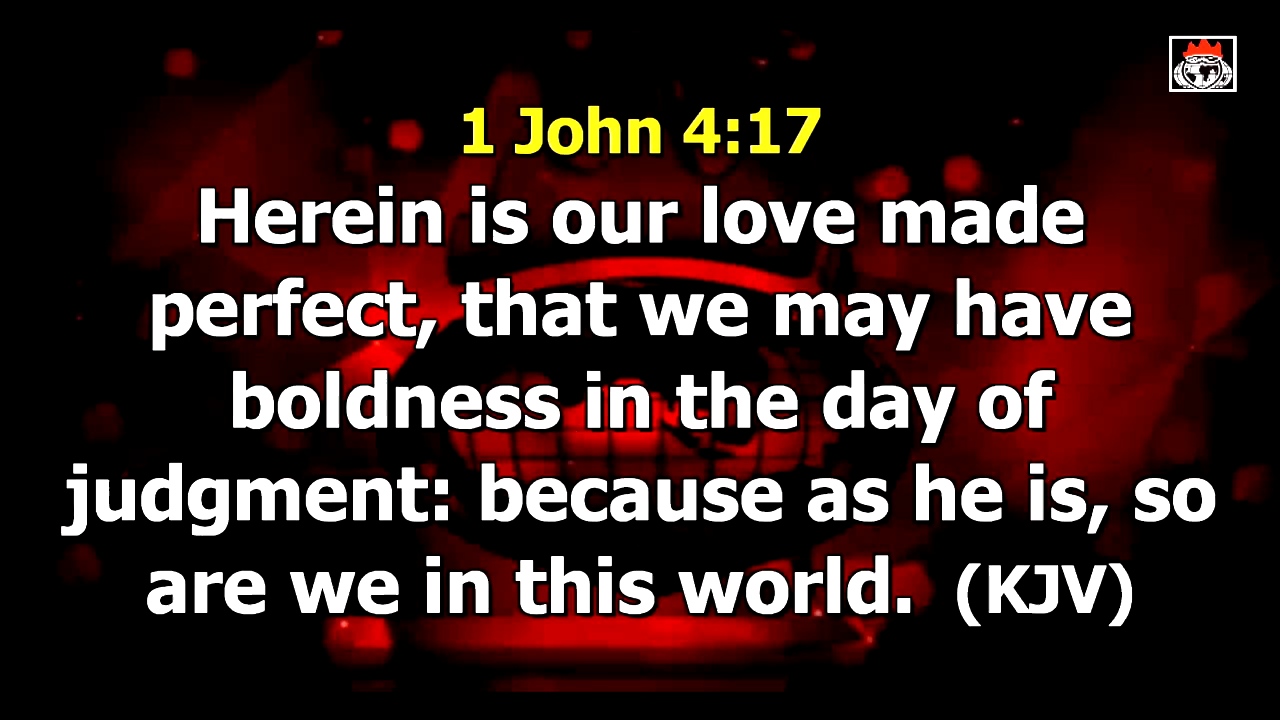 1 John 4:17
Herein is our love made
perfect, that we may have
boldness in the day of
judgment: because as he is, so
are we in this world.  (KJV)